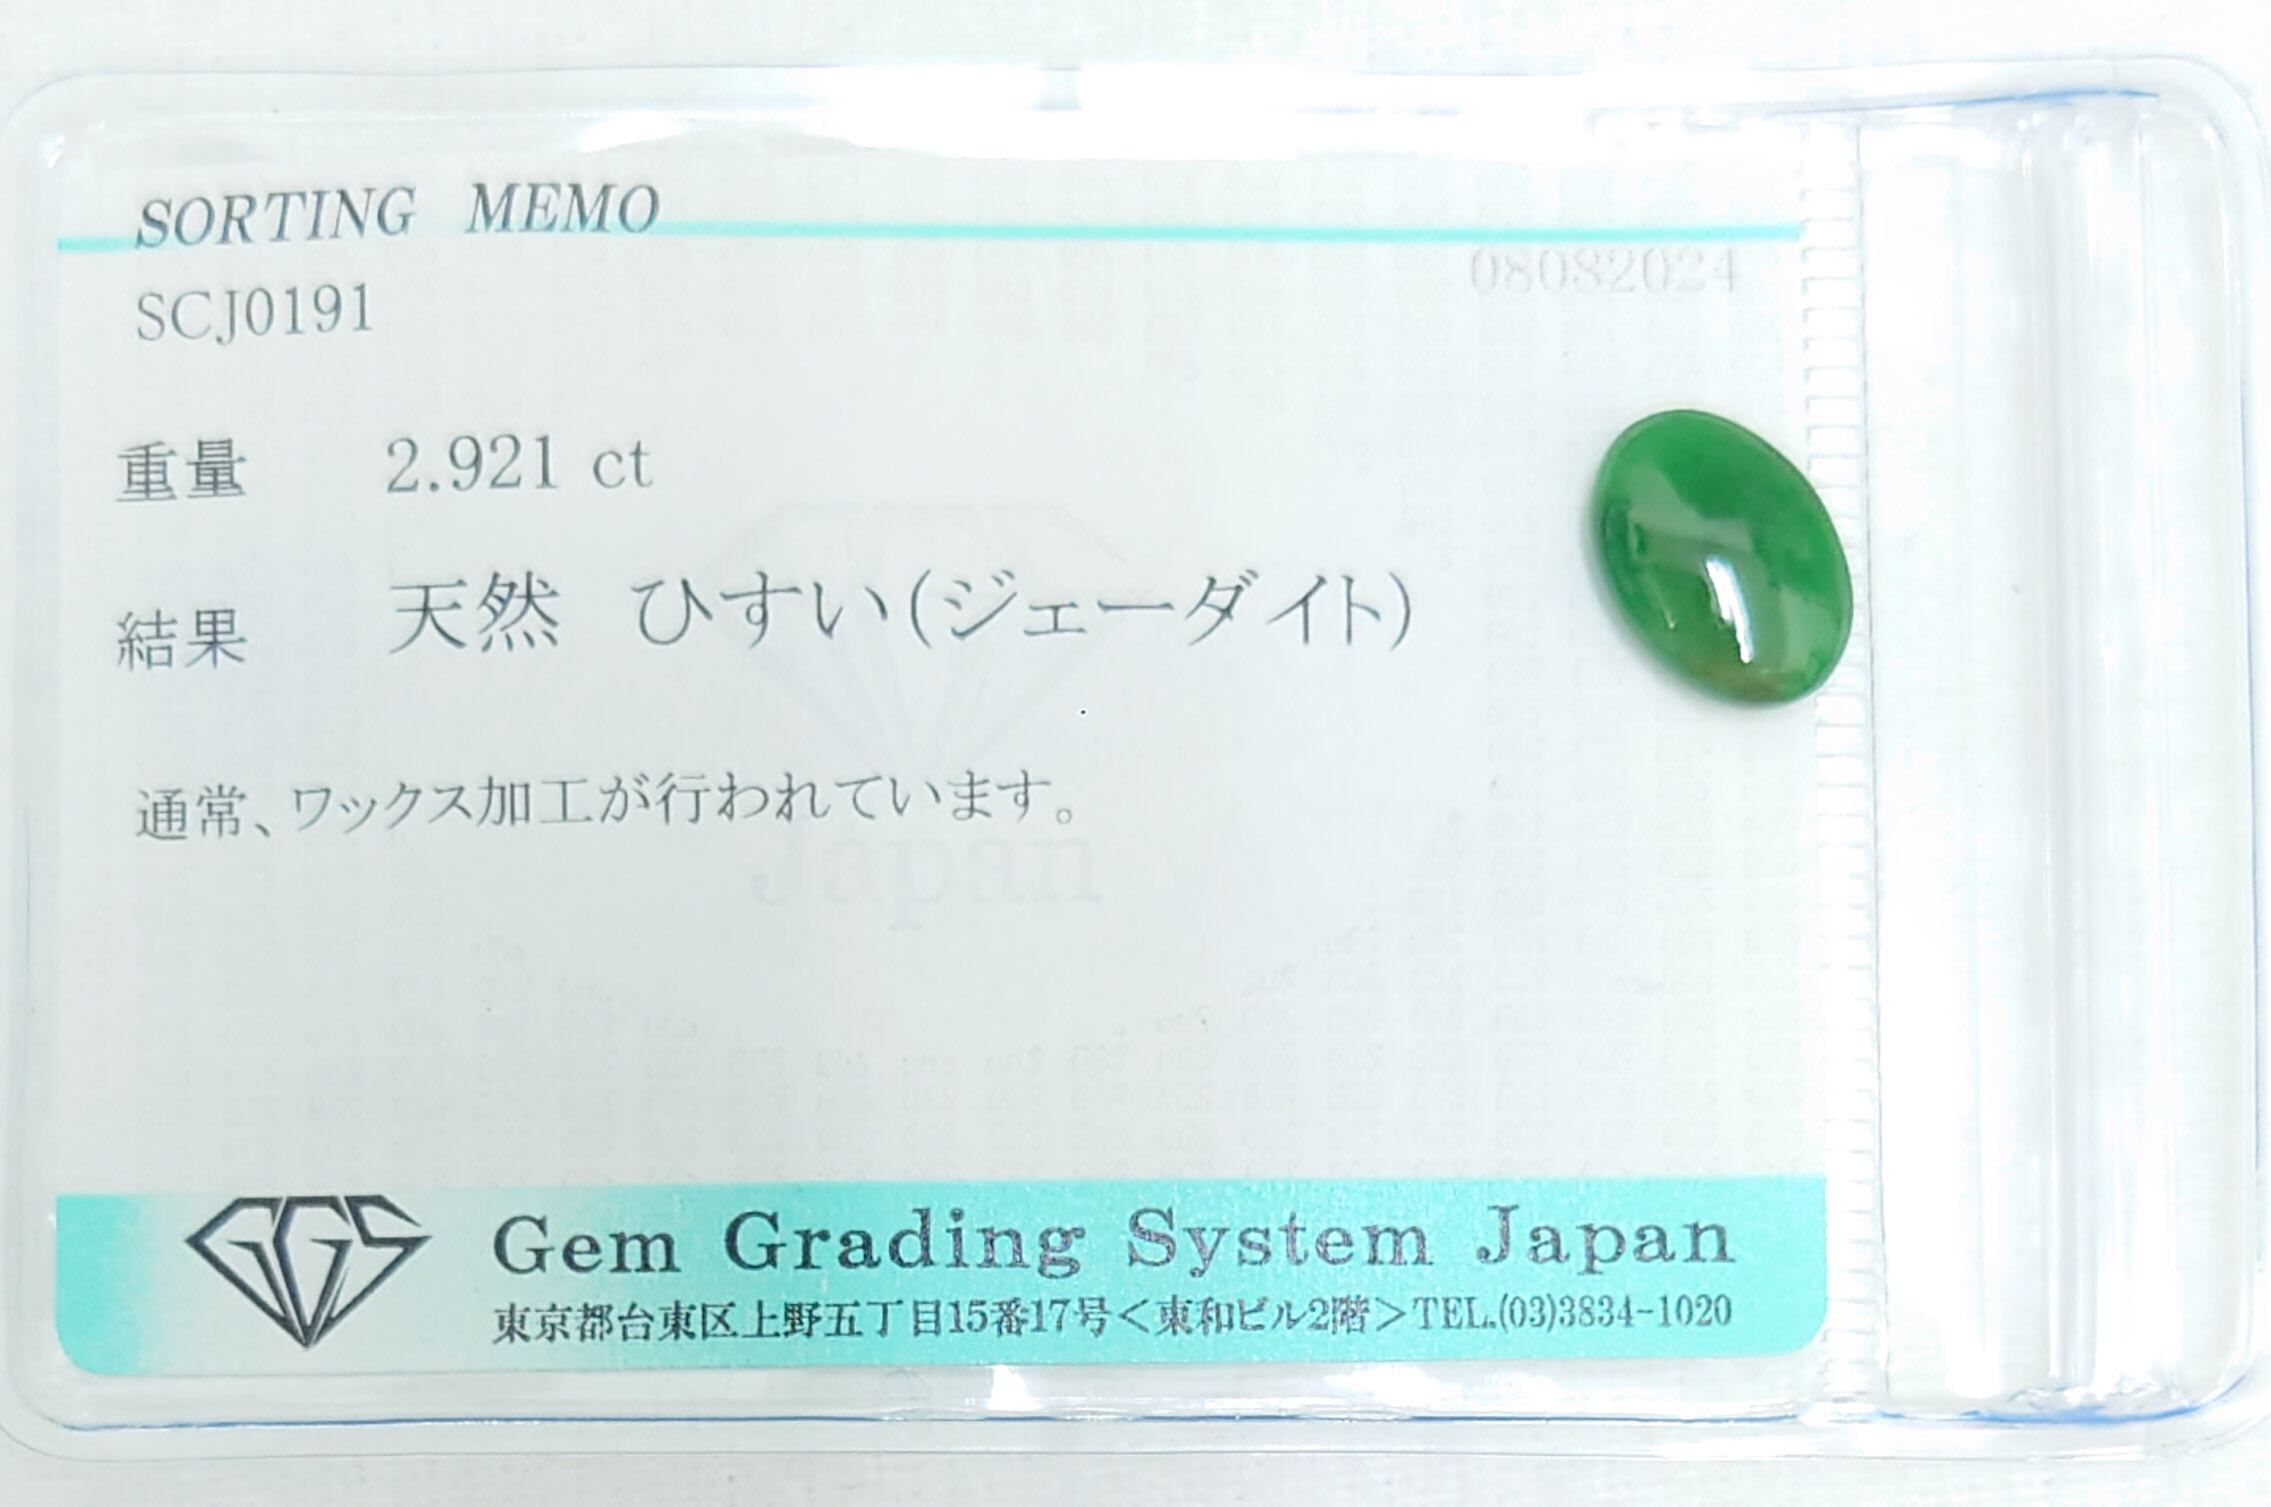 SORTING MEMO
08082024
SCJ0191
重量 2.921 ct
結果 天然 ひすい(ジェーダイト)
通常、ワックス加工が行われています。
Japan
GGS Gem Grading System Japan
東京都台東区上野五丁目15番17号＜東和ビル2階＞TEL.(03)3834-1020